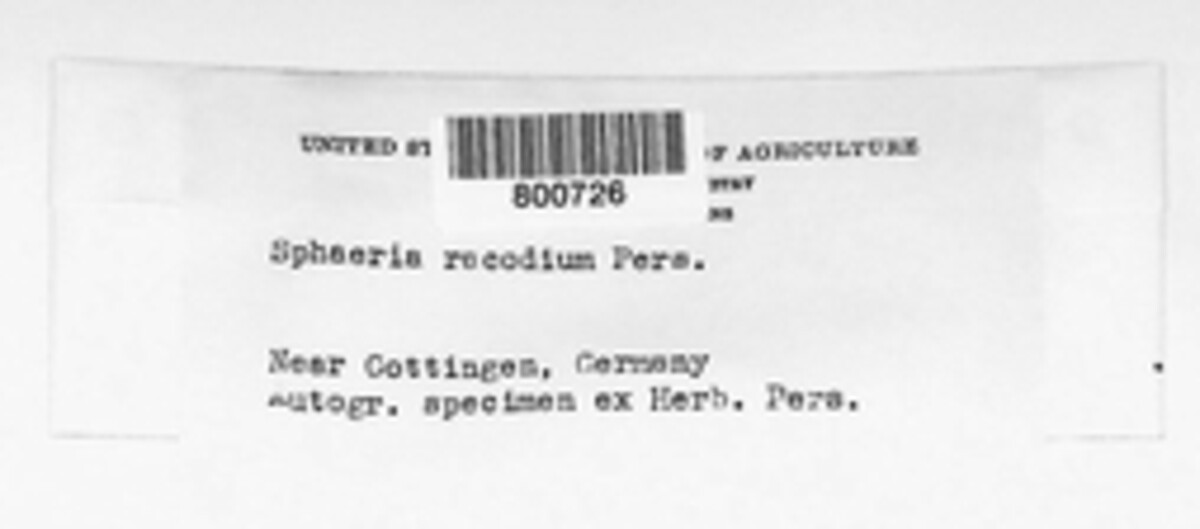 UNITED ST OF AGRICULTURE
800726
Sphaeria racodium Pers.
Near Gottingen, Germany
Autogr. specimen ex Herb. Pers.